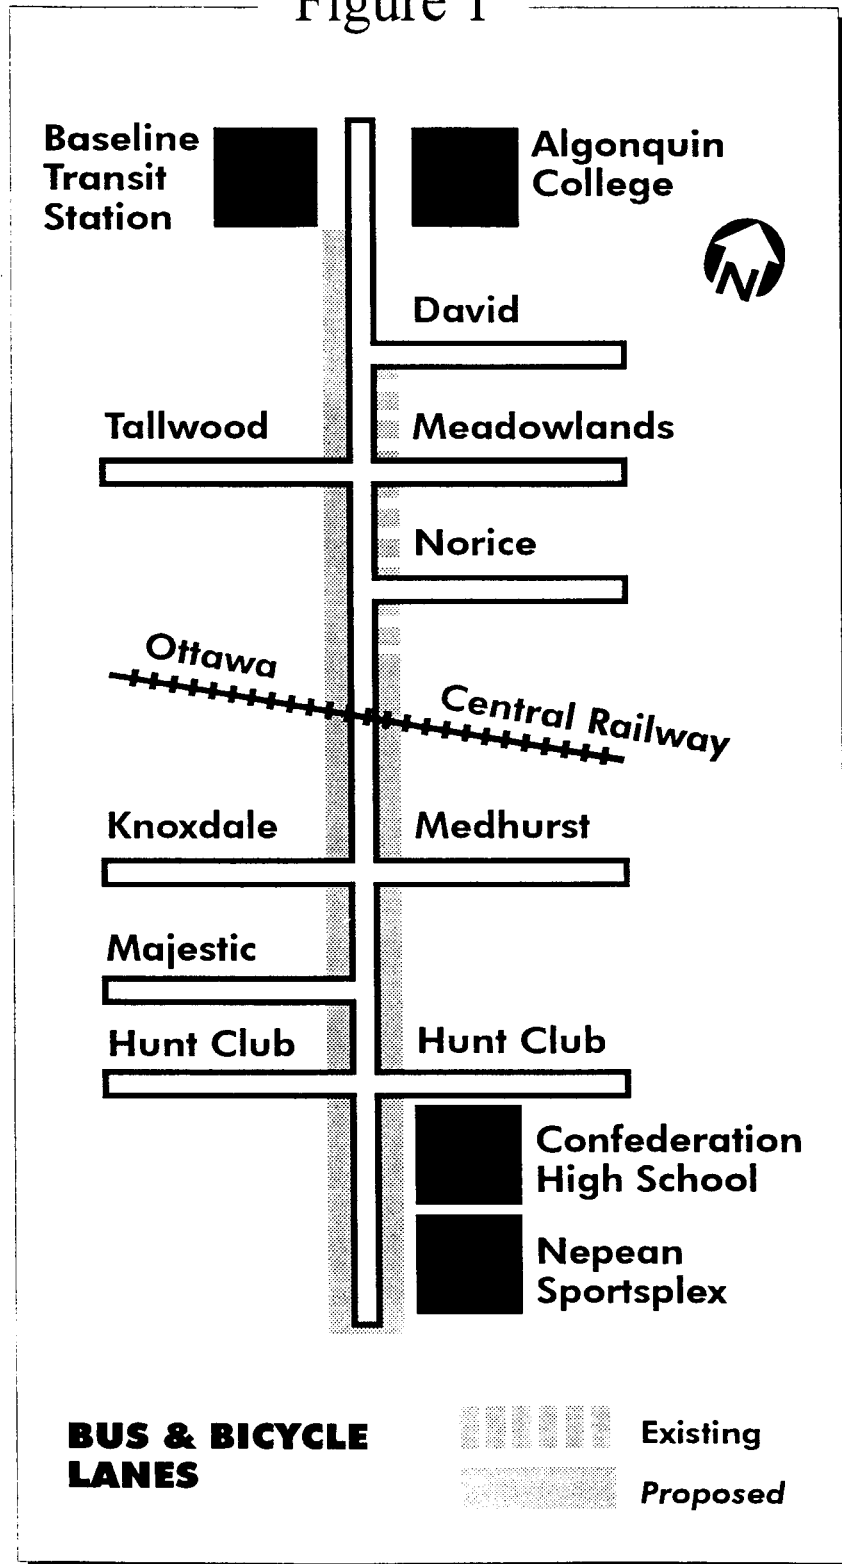 Figure 1
Baseline
Transit
Station
Algonquin
College
N
David
Tallwood
Meadowlands
Norice
Ottawa
Central Railway
Knoxdale
Medhurst
Majestic
Hunt Club
Hunt Club
Confederation
High School
Nepean
Sportsplex
BUS & BICYCLE
LANES
Existing
Proposed